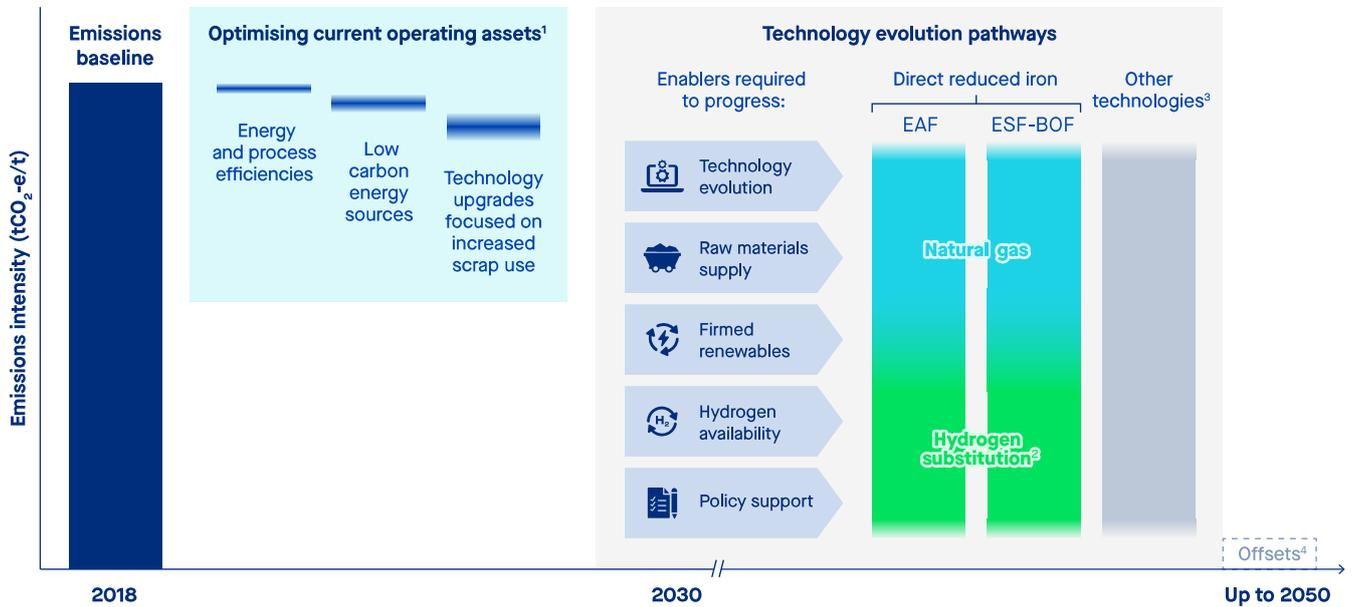 Emissions intensity (tCO₂-e/t)
Emissions
baseline
Optimising current operating assets¹
Energy
and process
efficiencies
Low
carbon
energy
sources
Technology
upgrades
focused on
increased
scrap use
Technology evolution pathways
Enablers required
to progress:
Technology
evolution
Raw materials
supply
Firmed
renewables
H₂
Hydrogen
availability
Policy support
Direct reduced iron
EAF
ESF-BOF
Other
technologies³
Natural gas
Hydrogen
substitution²
Offsets⁴
2018
2030
Up to 2050